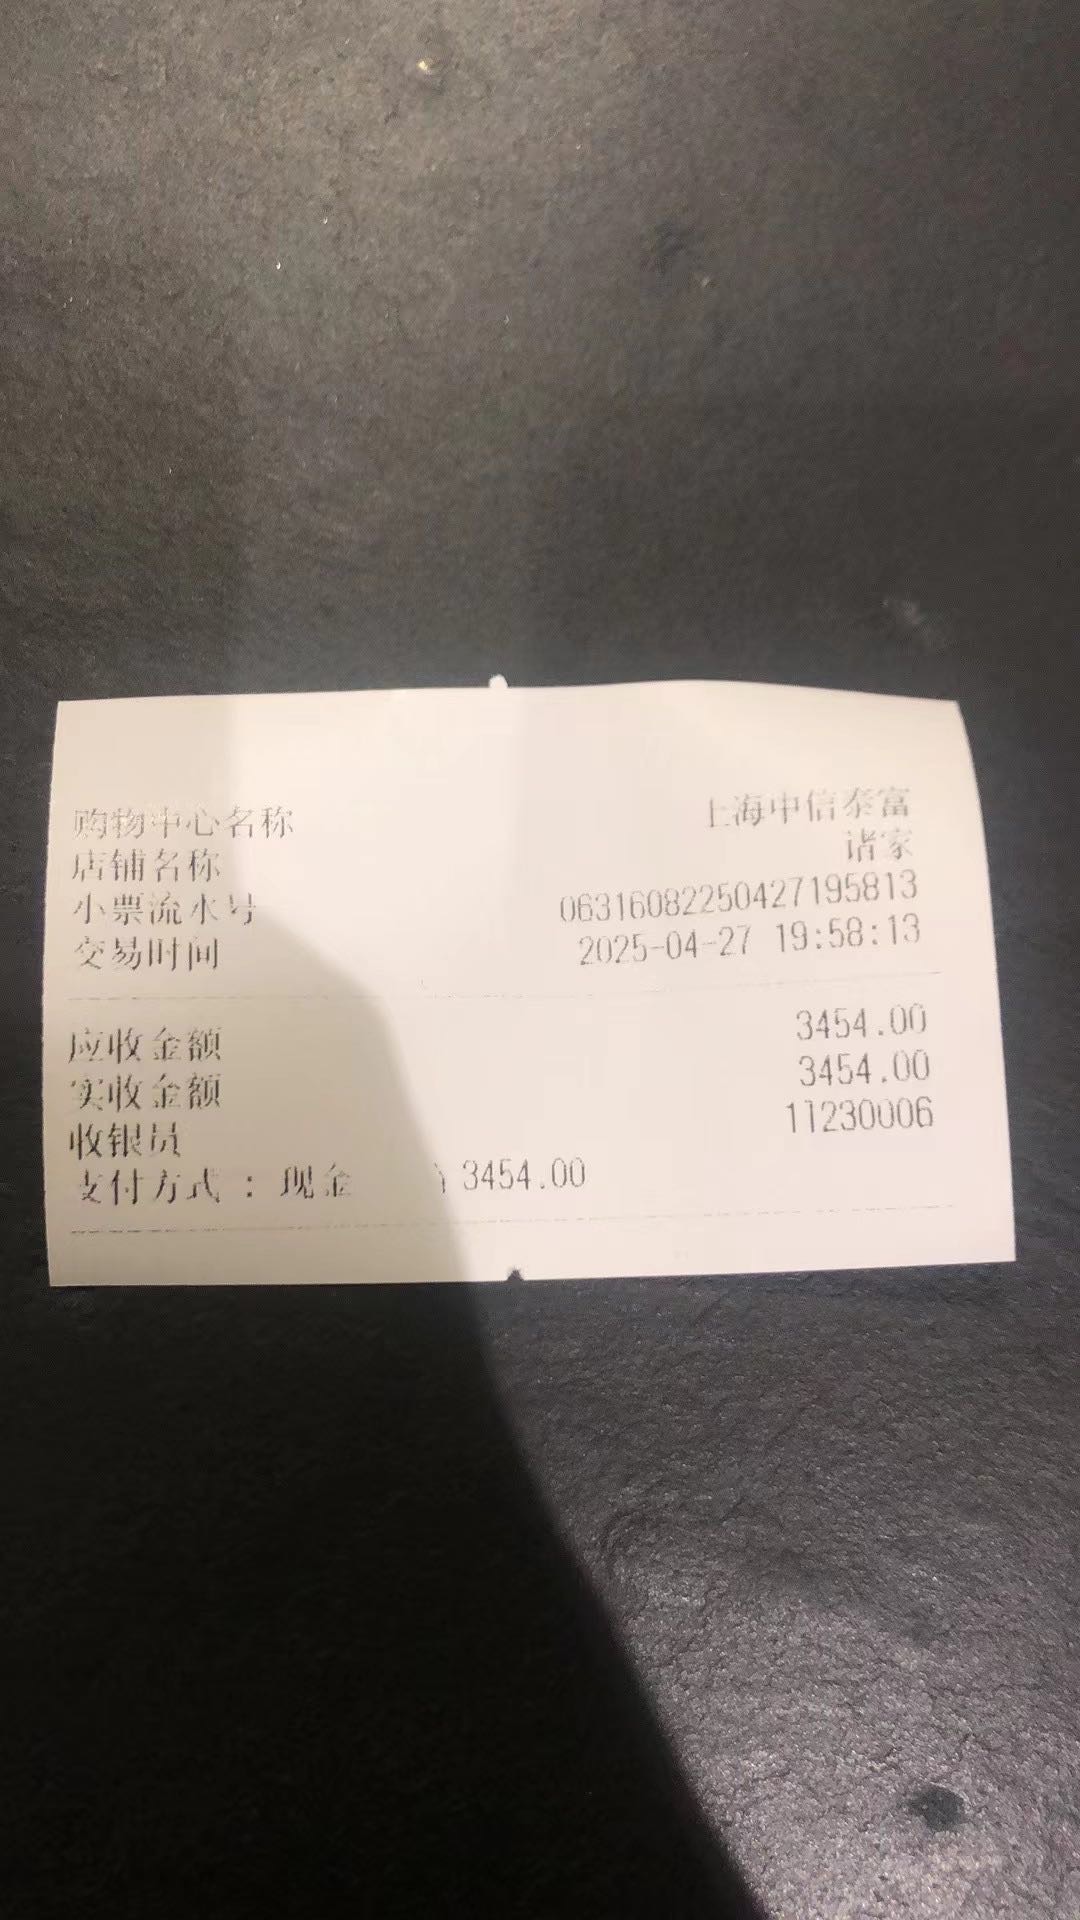 购物中心名称 上海中信泰富
店铺名称 诸家
小票流水号 06316082250427195813
交易时间 2025-04-27 19:58:13
应收金额 3454.00
实收金额 3454.00
收银员 11230006
支付方式 : 现金 3454.00